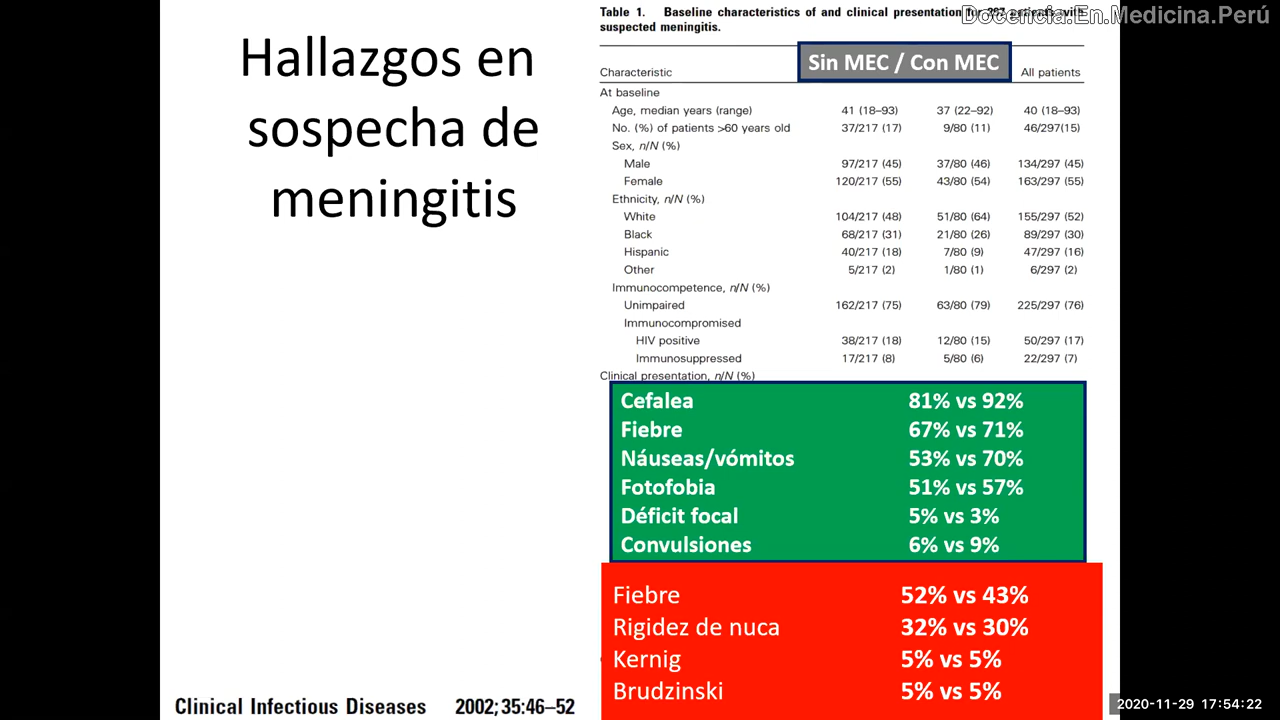 Hallazgos en
sospecha de
meningitis
Table 1. Baseline characteristics of and clinical presentation for 297 patients with
suspected meningitis.
Docencia.En.Medicina.Perú
Characteristic Sin MEC / Con MEC All patients
At baseline
Age, median years (range) 41 (18–93) 37 (22–92) 40 (18–93)
No. (%) of patients >60 years old 37/217 (17) 9/80 (11) 46/297(15)
Sex, n/N (%)
Male 97/217 (45) 37/80 (46) 134/297 (45)
Female 120/217 (55) 43/80 (54) 163/297 (55)
Ethnicity, n/N (%)
White 104/217 (48) 51/80 (64) 155/297 (52)
Black 68/217 (31) 21/80 (26) 89/297 (30)
Hispanic 40/217 (18) 7/80 (9) 47/297 (16)
Other 5/217 (2) 1/80 (1) 6/297 (2)
Immunocompetence, n/N (%)
Unimpaired 162/217 (75) 63/80 (79) 225/297 (76)
Immunocompromised
HIV positive 38/217 (18) 12/80 (15) 50/297 (17)
Immunosuppressed 17/217 (8) 5/80 (6) 22/297 (7)
Clinical presentation, n/N (%)
Cefalea 81% vs 92%
Fiebre 67% vs 71%
Náuseas/vómitos 53% vs 70%
Fotofobia 51% vs 57%
Déficit focal 5% vs 3%
Convulsiones 6% vs 9%
Fiebre 52% vs 43%
Rigidez de nuca 32% vs 30%
Kernig 5% vs 5%
Brudzinski 5% vs 5%
Clinical Infectious Diseases 2002; 35:46–52
2020-11-29 17:54:22